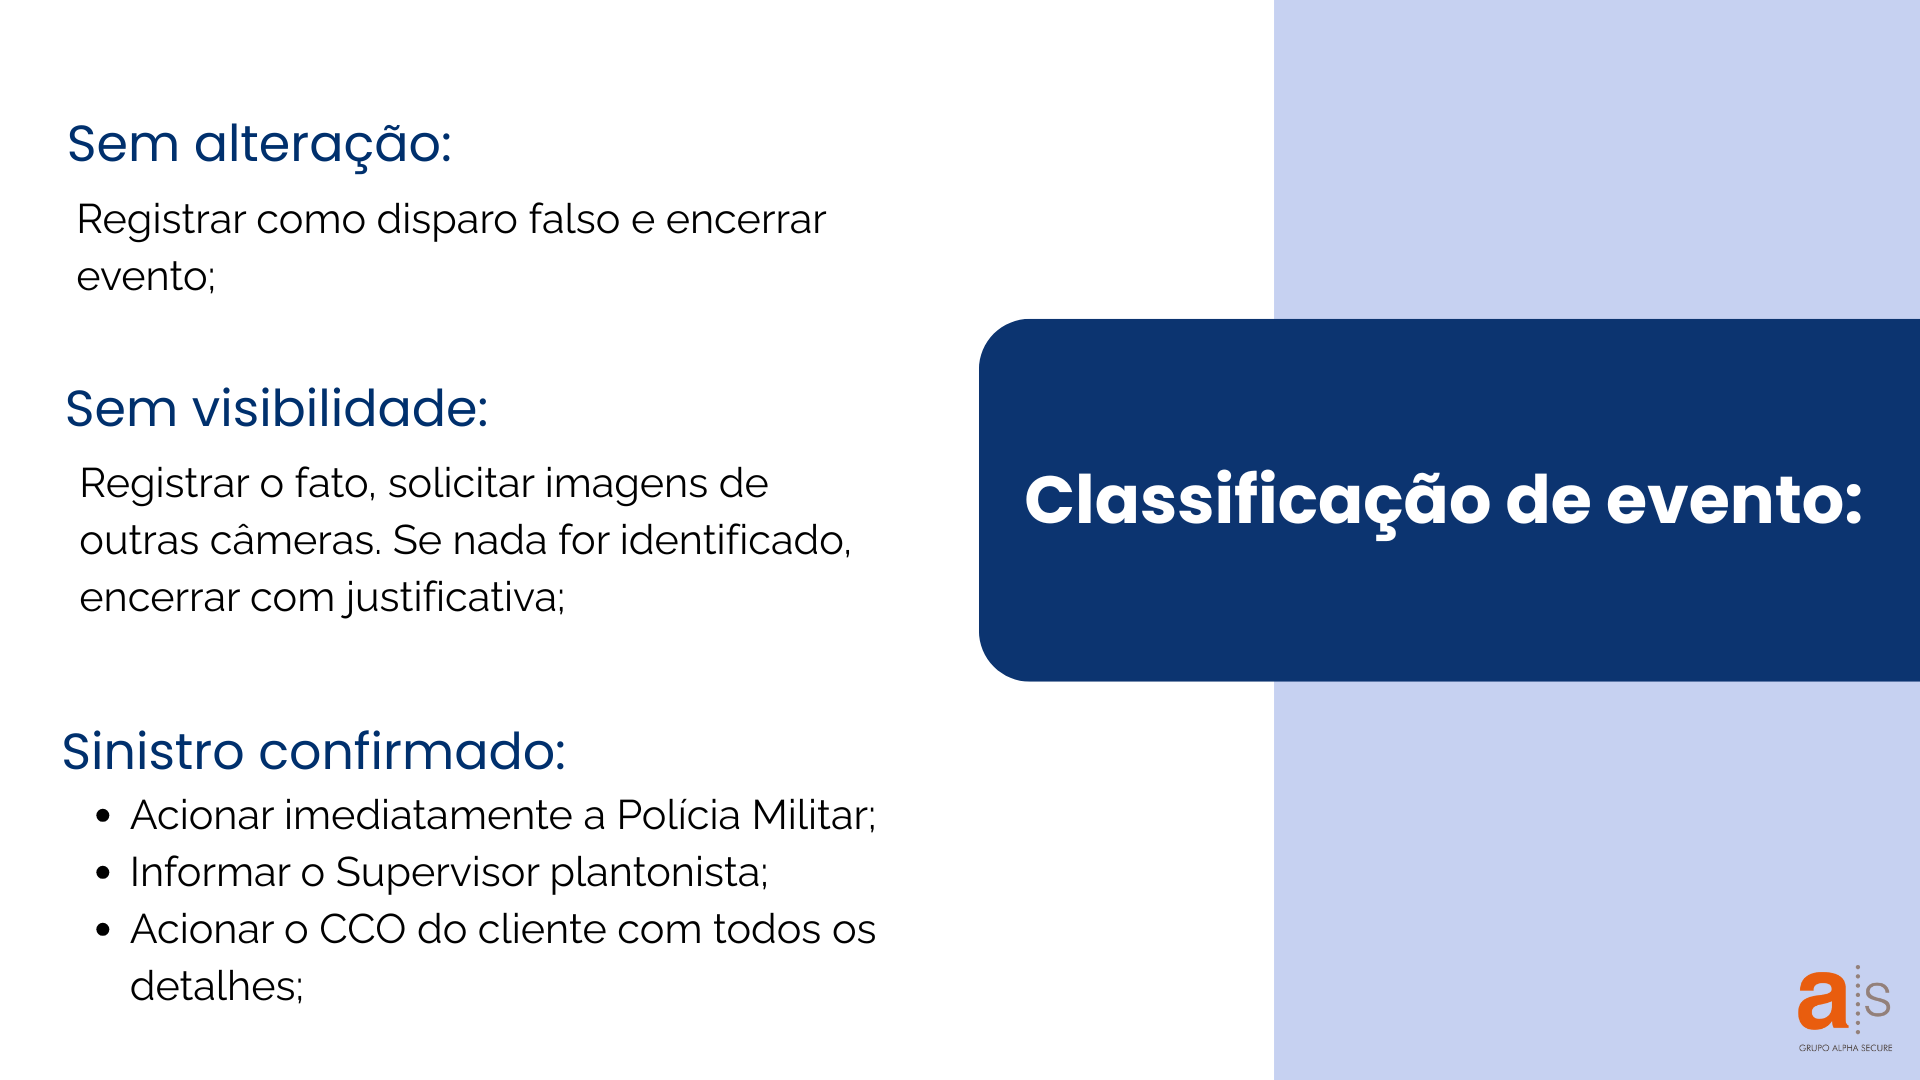 Sem alteração:
Registrar como disparo falso e encerrar
evento;
Sem visibilidade:
Registrar o fato, solicitar imagens de
outras câmeras. Se nada for identificado,
encerrar com justificativa;
Sinistro confirmado:
• Acionar imediatamente a Polícia Militar;
• Informar o Supervisor plantonista;
• Acionar o CCO do cliente com todos os
detalhes;
Classificação de evento:
a s
GRUPO ALPHA SECURE